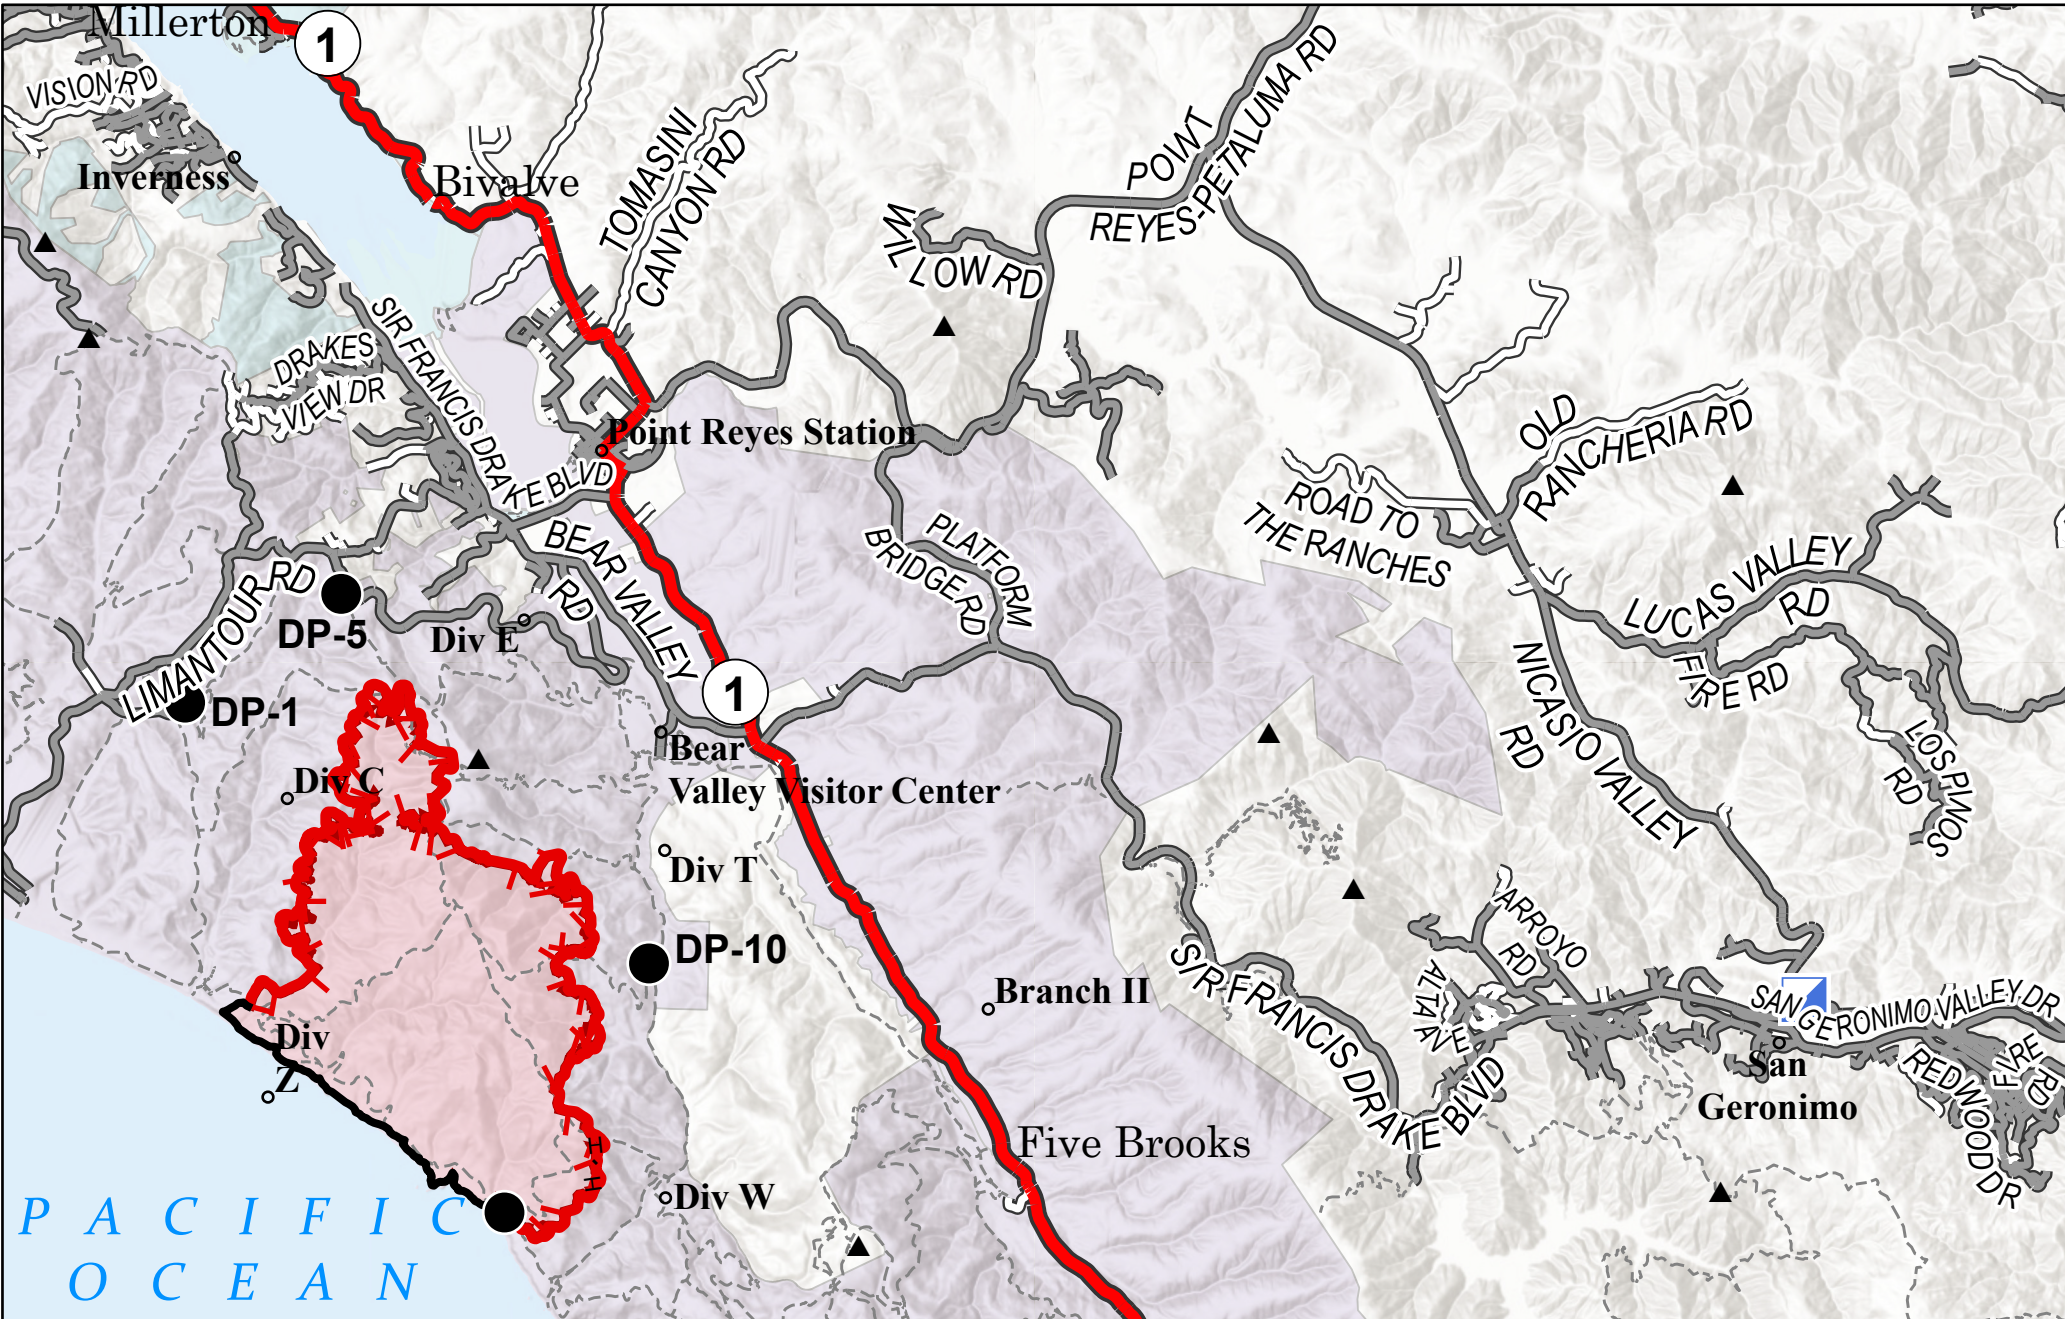 Millerton
1
VISION RD
Inverness
Bivalve
TOMASINI
CANYON RD
POINT
REYES-PETALUMA RD
WILLOW RD
DRAKES
VIEW DR
SIR FRANCIS DRAKE BLVD
Point Reyes Station
OLD
RANCHERIA RD
ROAD TO
THE RANCHES
BEAR VALLEY
RD
PLATFORM
BRIDGE RD
LIMANTOUR RD
DP-5
Div E
LUCAS VALLEY
RD
FIRE RD
NICASIO VALLEY
RD
LOS PINOS
RD
DP-1
1
Bear
Valley Visitor Center
Div C
Div T
DP-10
ARROYO
RD
ALTA AVE
SIR FRANCIS DRAKE BLVD
Branch II
SAN GERONIMO VALLEY DR
San
Geronimo
REDWOOD DR
FIRE
RD
Div
Z
Five Brooks
Div W
H
H
PACIFIC
OCEAN